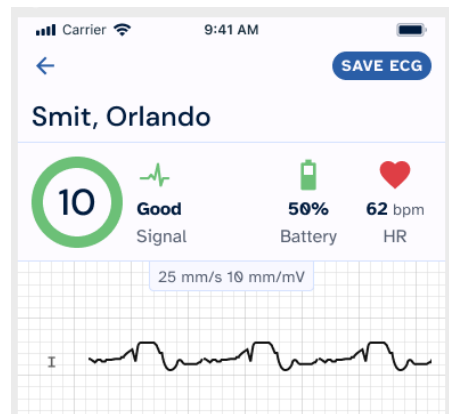 Carrier 9:41 AM
SAVE ECG
Smit, Orlando
10
Good 50% 62 bpm
Signal Battery HR
25 mm/s 10 mm/mV
I